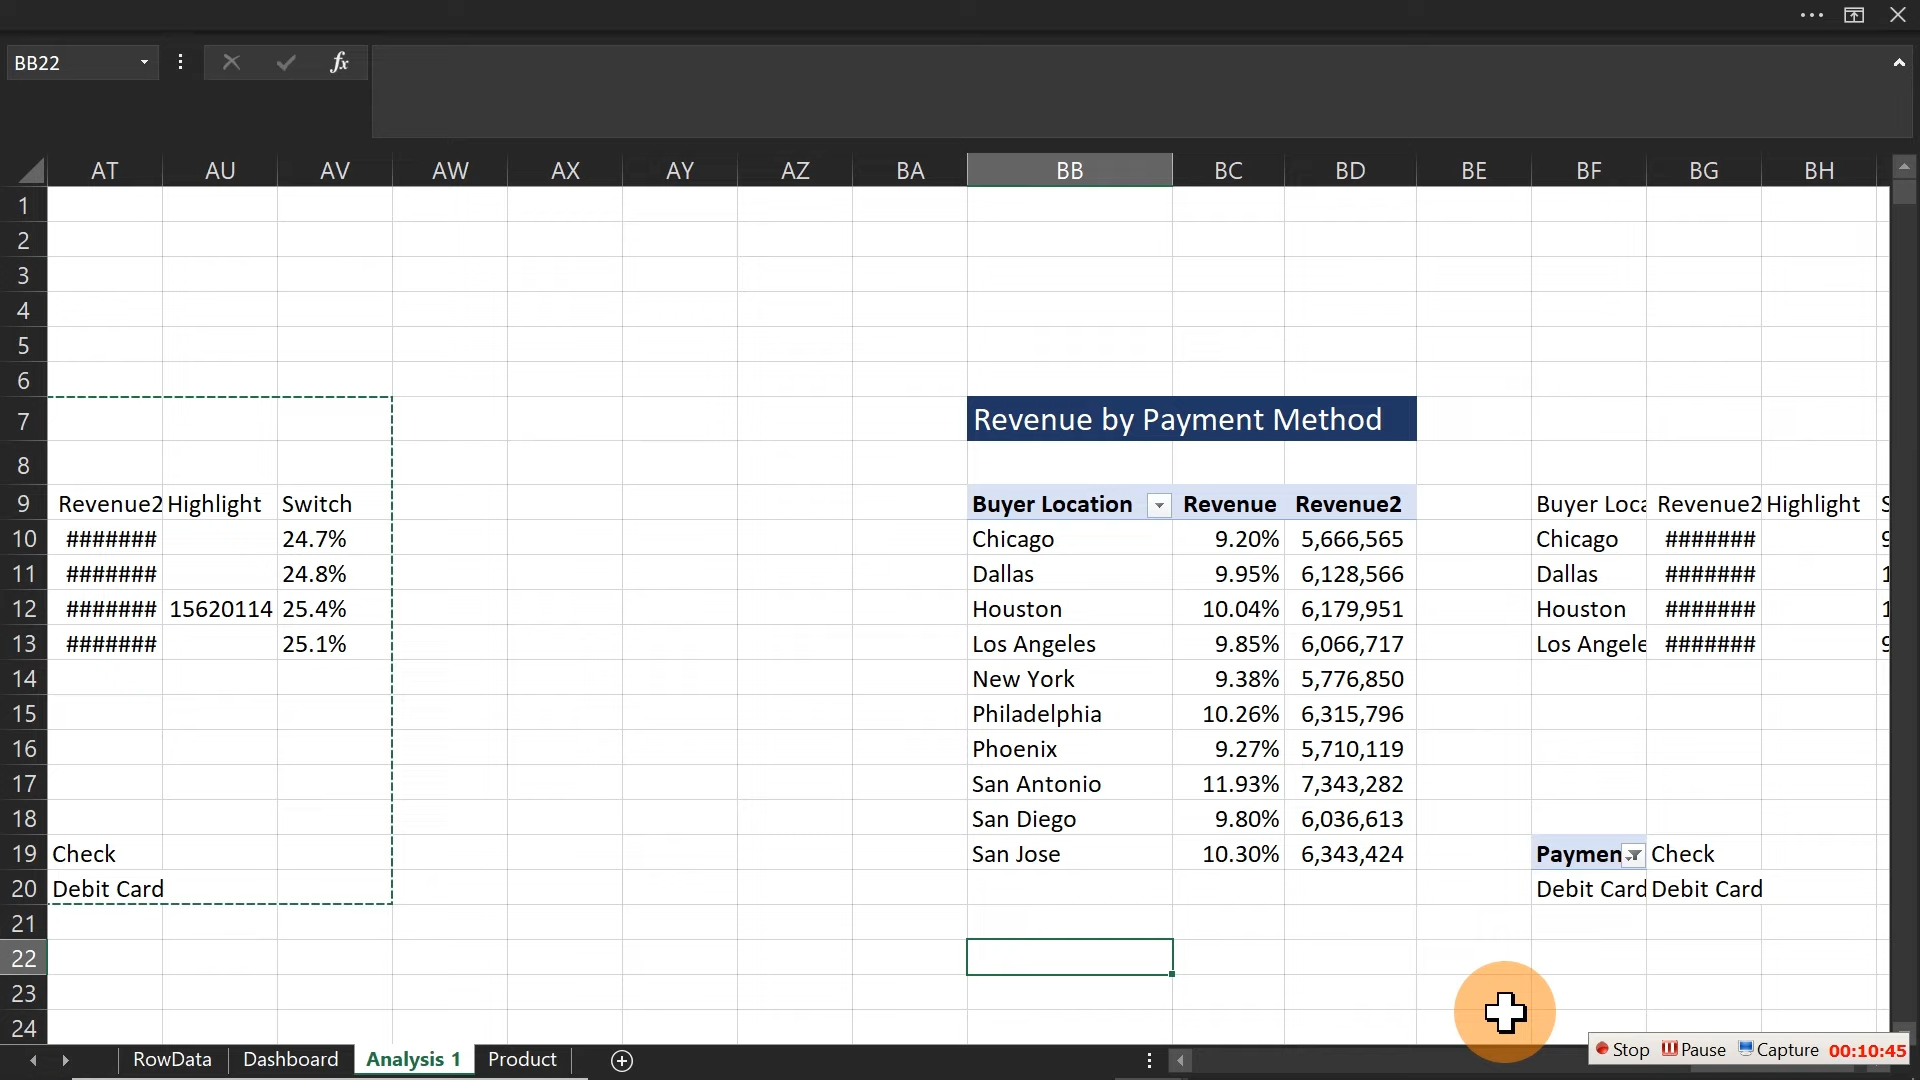 BB22
fx
AT AU AV AW AX AY AZ BA BB BC BD BE BF BG BH
1
2
3
4
5
6
7 Revenue by Payment Method
8
9 Revenue2 Highlight Switch Buyer Location Revenue Revenue2 Buyer Loca Revenue2 Highlight S
10 ####### 24.7% Chicago 9.20% 5,666,565 Chicago #######
11 ####### 24.8% Dallas 9.95% 6,128,566 Dallas ####### 1
12 ####### 15620114 25.4% Houston 10.04% 6,179,951 Houston ####### 1
13 ####### 25.1% Los Angeles 9.85% 6,066,717 Los Angele #######
14 New York 9.38% 5,776,850
15 Philadelphia 10.26% 6,315,796
16 Phoenix 9.27% 5,710,119
17 San Antonio 11.93% 7,343,282
18 San Diego 9.80% 6,036,613
19 Check San Jose 10.30% 6,343,424 Paymen Check
20 Debit Card Debit Card Debit Card
21
22
23
24
RowData Dashboard Analysis 1 Product
Stop Pause Capture 00:10:45